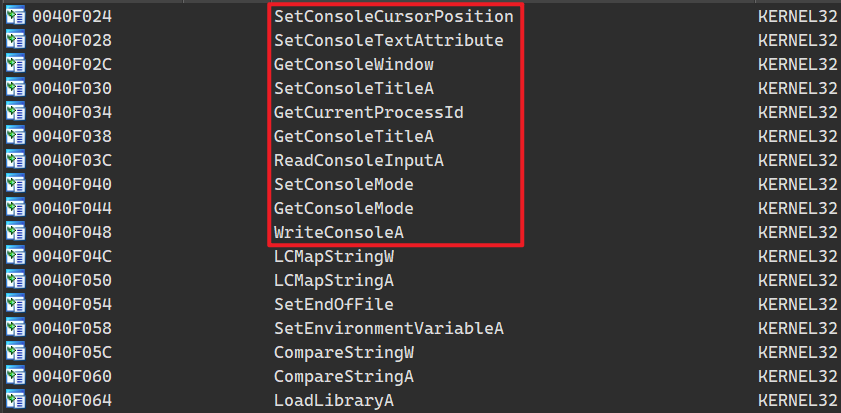 0040F024 SetConsoleCursorPosition KERNEL32
0040F028 SetConsoleTextAttribute KERNEL32
0040F02C GetConsoleWindow KERNEL32
0040F030 SetConsoleTitleA KERNEL32
0040F034 GetCurrentProcessId KERNEL32
0040F038 GetConsoleTitleA KERNEL32
0040F03C ReadConsoleInputA KERNEL32
0040F040 SetConsoleMode KERNEL32
0040F044 GetConsoleMode KERNEL32
0040F048 WriteConsoleA KERNEL32
0040F04C LCMapStringW KERNEL32
0040F050 LCMapStringA KERNEL32
0040F054 SetEndOfFile KERNEL32
0040F058 SetEnvironmentVariableA KERNEL32
0040F05C CompareStringW KERNEL32
0040F060 CompareStringA KERNEL32
0040F064 LoadLibraryA KERNEL32